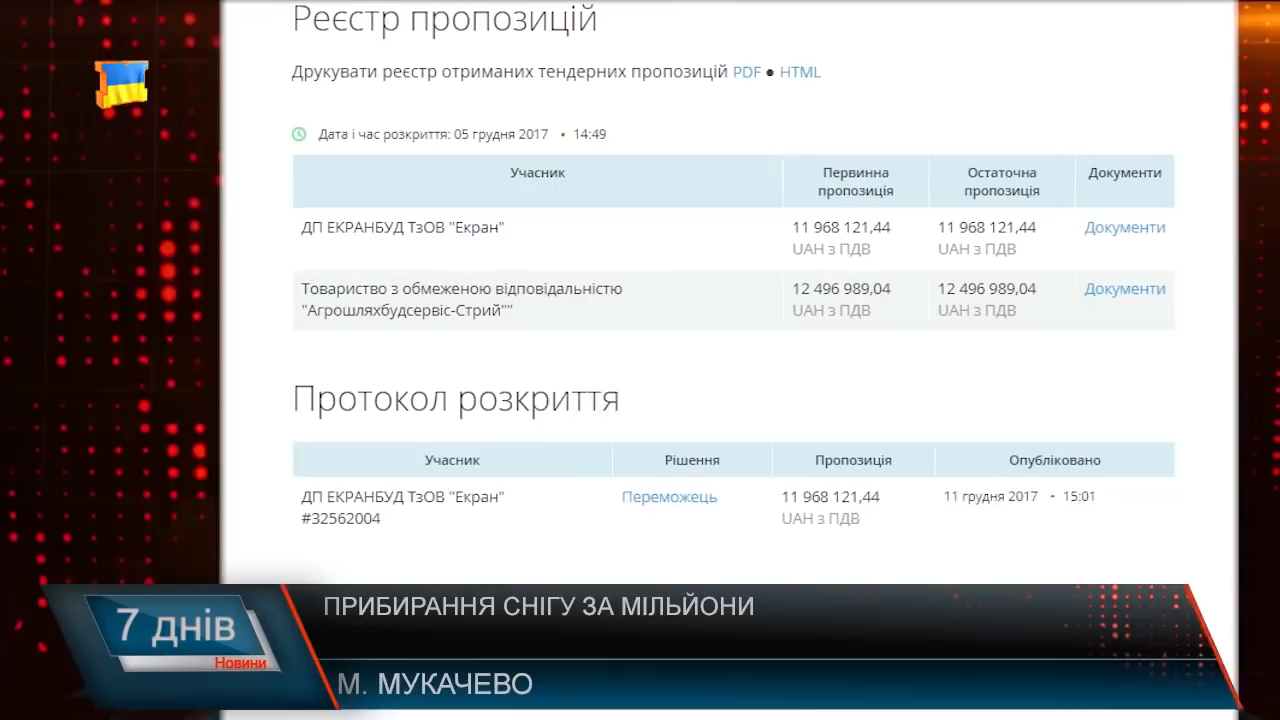 Реєстр пропозицій
Друкувати реєстр отриманих тендерних пропозицій PDF ● HTML
Дата і час розкриття: 05 грудня 2017 • 14:49
Учасник Первинна пропозиція Остаточна пропозиція Документи
ДП ЕКРАНБУД ТзОВ "Екран" 11 968 121,44 11 968 121,44 Документи
UAH з ПДВ UAH з ПДВ
Товариство з обмеженою відповідальністю 12 496 989,04 12 496 989,04 Документи
"Агрошляхбудсервіс-Стрий"" UAH з ПДВ UAH з ПДВ
Протокол розкриття
Учасник Рішення Пропозиція Опубліковано
ДП ЕКРАНБУД ТзОВ "Екран" Переможець 11 968 121,44 11 грудня 2017 • 15:01
#32562004 UAH з ПДВ
7 днів
Новини
ПРИБИРАННЯ СНІГУ ЗА МІЛЬЙОНИ
М. МУКАЧЕВО